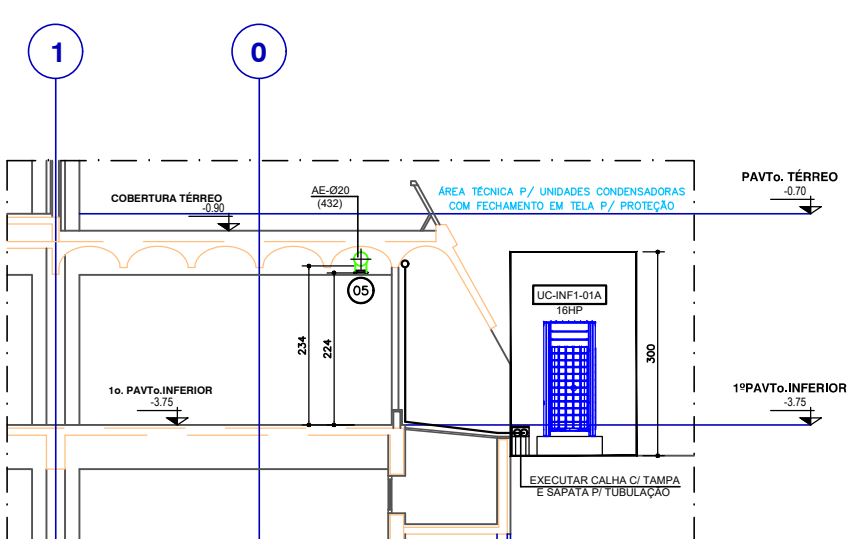 1
0
PAVTo. TÉRREO
-0.70
COBERTURA TÉRREO
-0.90
AE-Ø20
(432)
ÁREA TÉCNICA P/ UNIDADES CONDENSADORAS
COM FECHAMENTO EM TELA P/ PROTEÇÃO
05
UC-INF1-01A
16HP
234
224
300
1o. PAVTo.INFERIOR
-3.75
1ºPAVTo.INFERIOR
-3.75
EXECUTAR CALHA C/ TAMPA
E SAPATA P/ TUBULAÇÃO